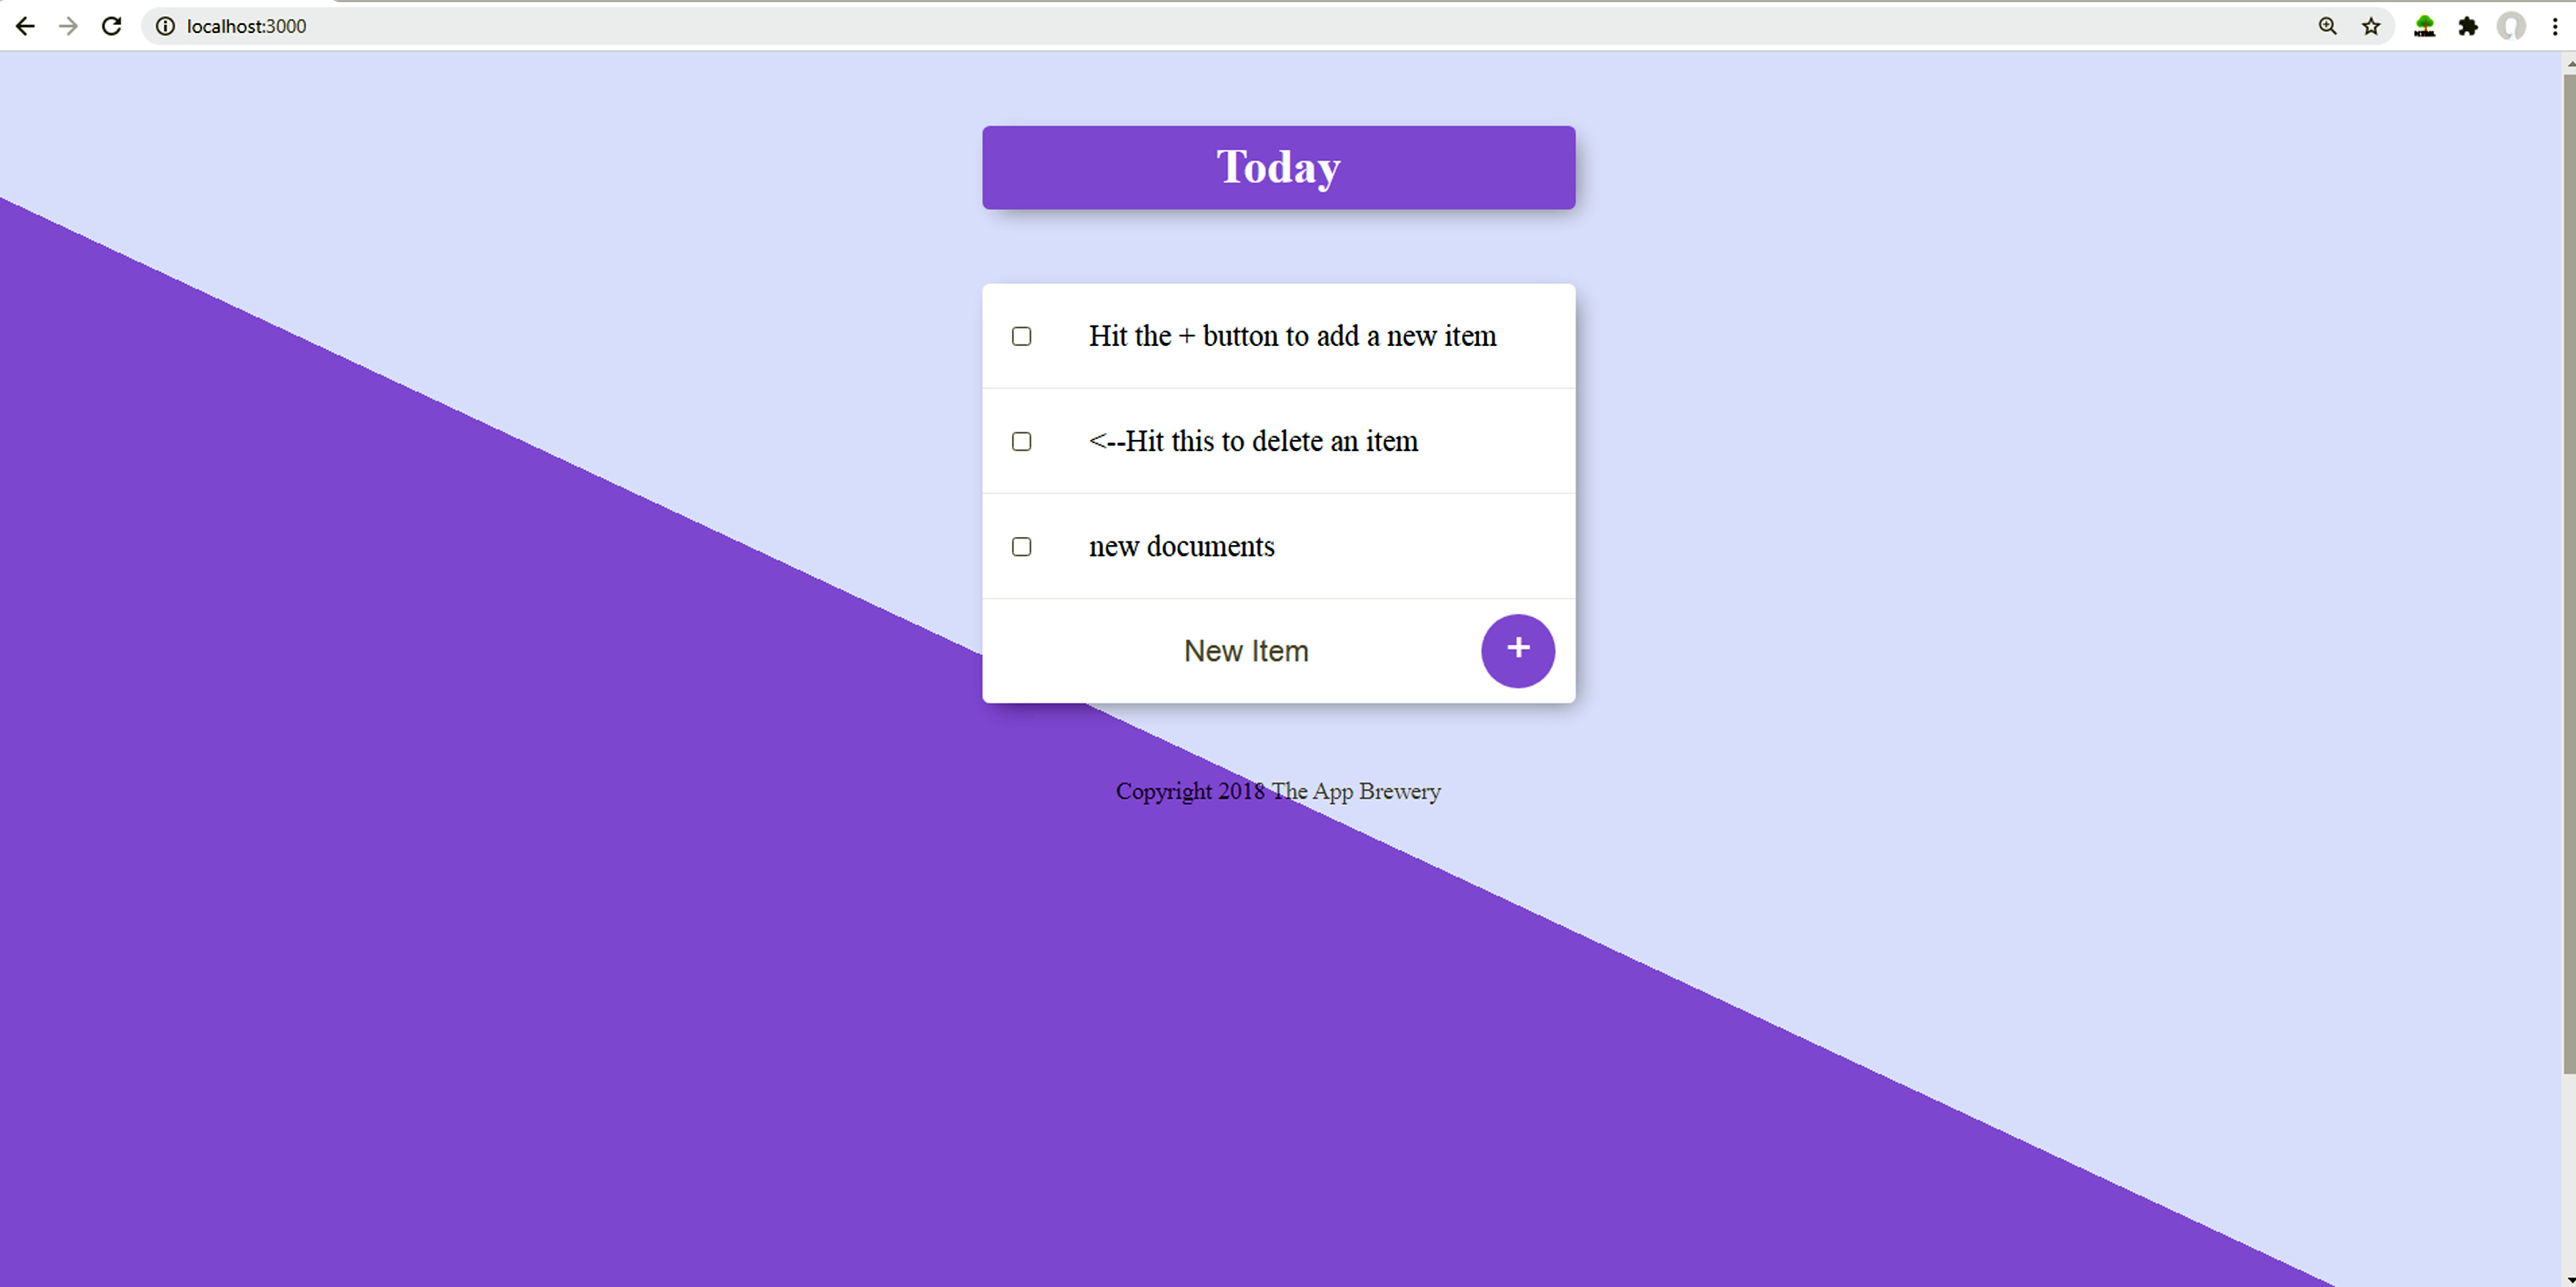 localhost:3000
Today
Hit the + button to add a new item
<--Hit this to delete an item
new documents
New Item
+
Copyright 2018 The App Brewery